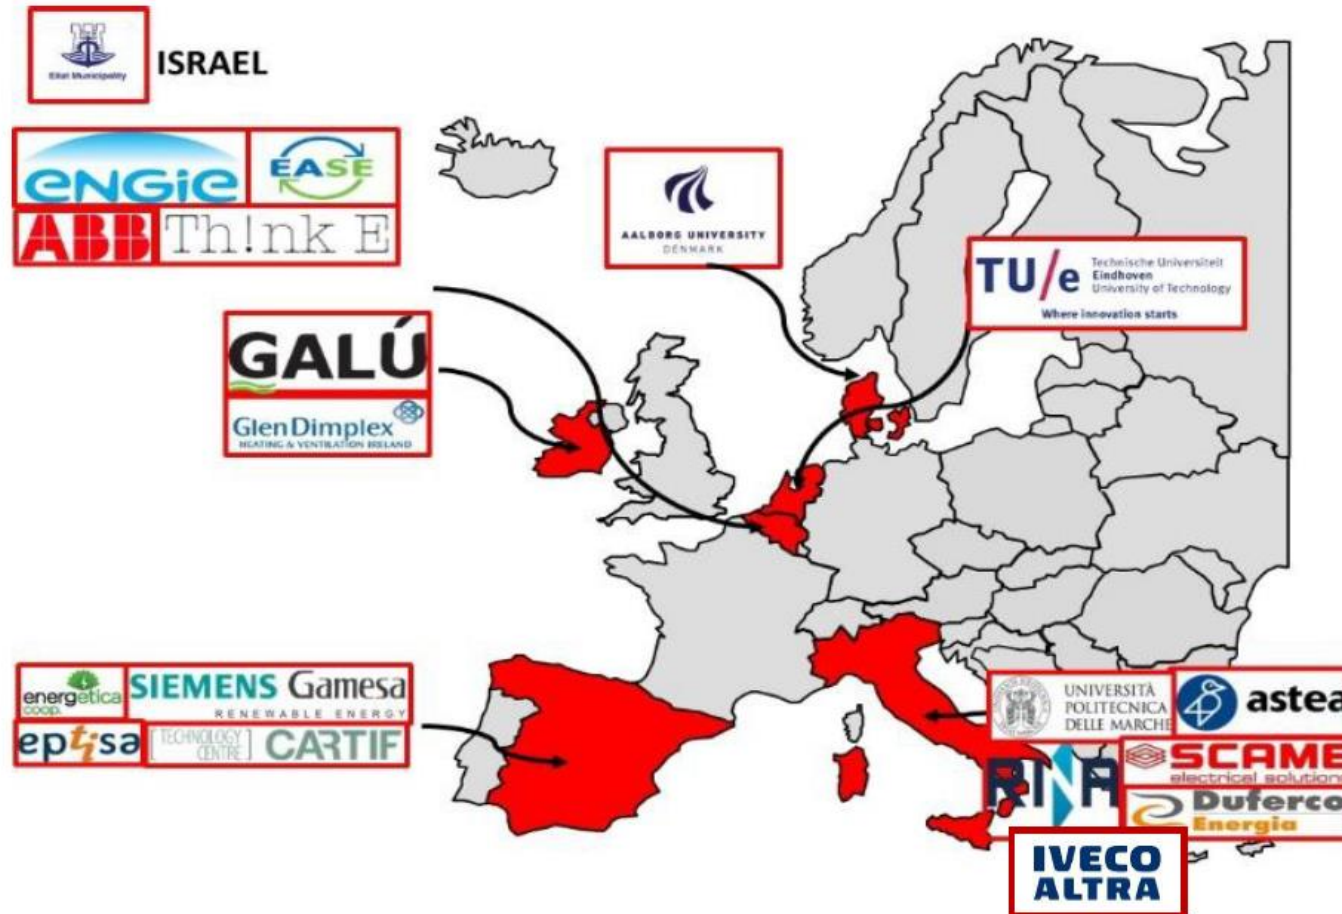 Eilat Municipality
ISRAEL
ENGIE
EASE
ABB
Th!nk E
AALBORG UNIVERSITY
DENMARK
TU/e
Technische Universiteit
Eindhoven
University of Technology
Where innovation starts
GALÚ
GlenDimplex
HEATING & VENTILATION IRELAND
energetica
coop.
SIEMENS Gamesa
RENEWABLE ENERGY
eptisa
[TECHNOLOGY
CENTRE]
CARTIF
UNIVERSITÀ
POLITECNICA
DELLE MARCHE
astea
RINA
SCAME
electrical solutions
Duferco
Energia
IVECO
ALTRA